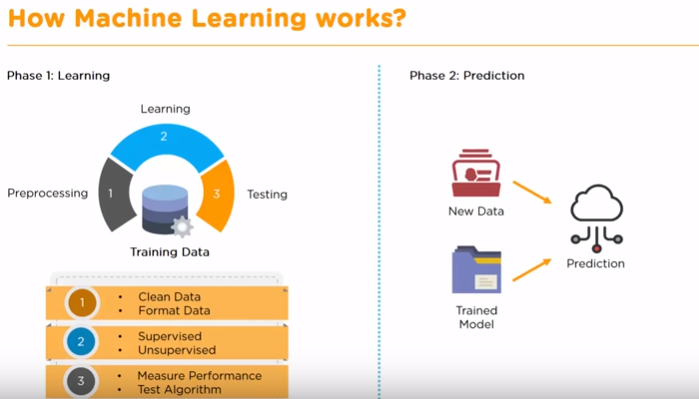 How Machine Learning works?
Phase 1: Learning
Learning
2
Preprocessing
1
3
Testing
Training Data
1
• Clean Data
• Format Data
2
• Supervised
• Unsupervised
3
• Measure Performance
• Test Algorithm
Phase 2: Prediction
New Data
Trained
Model
Prediction